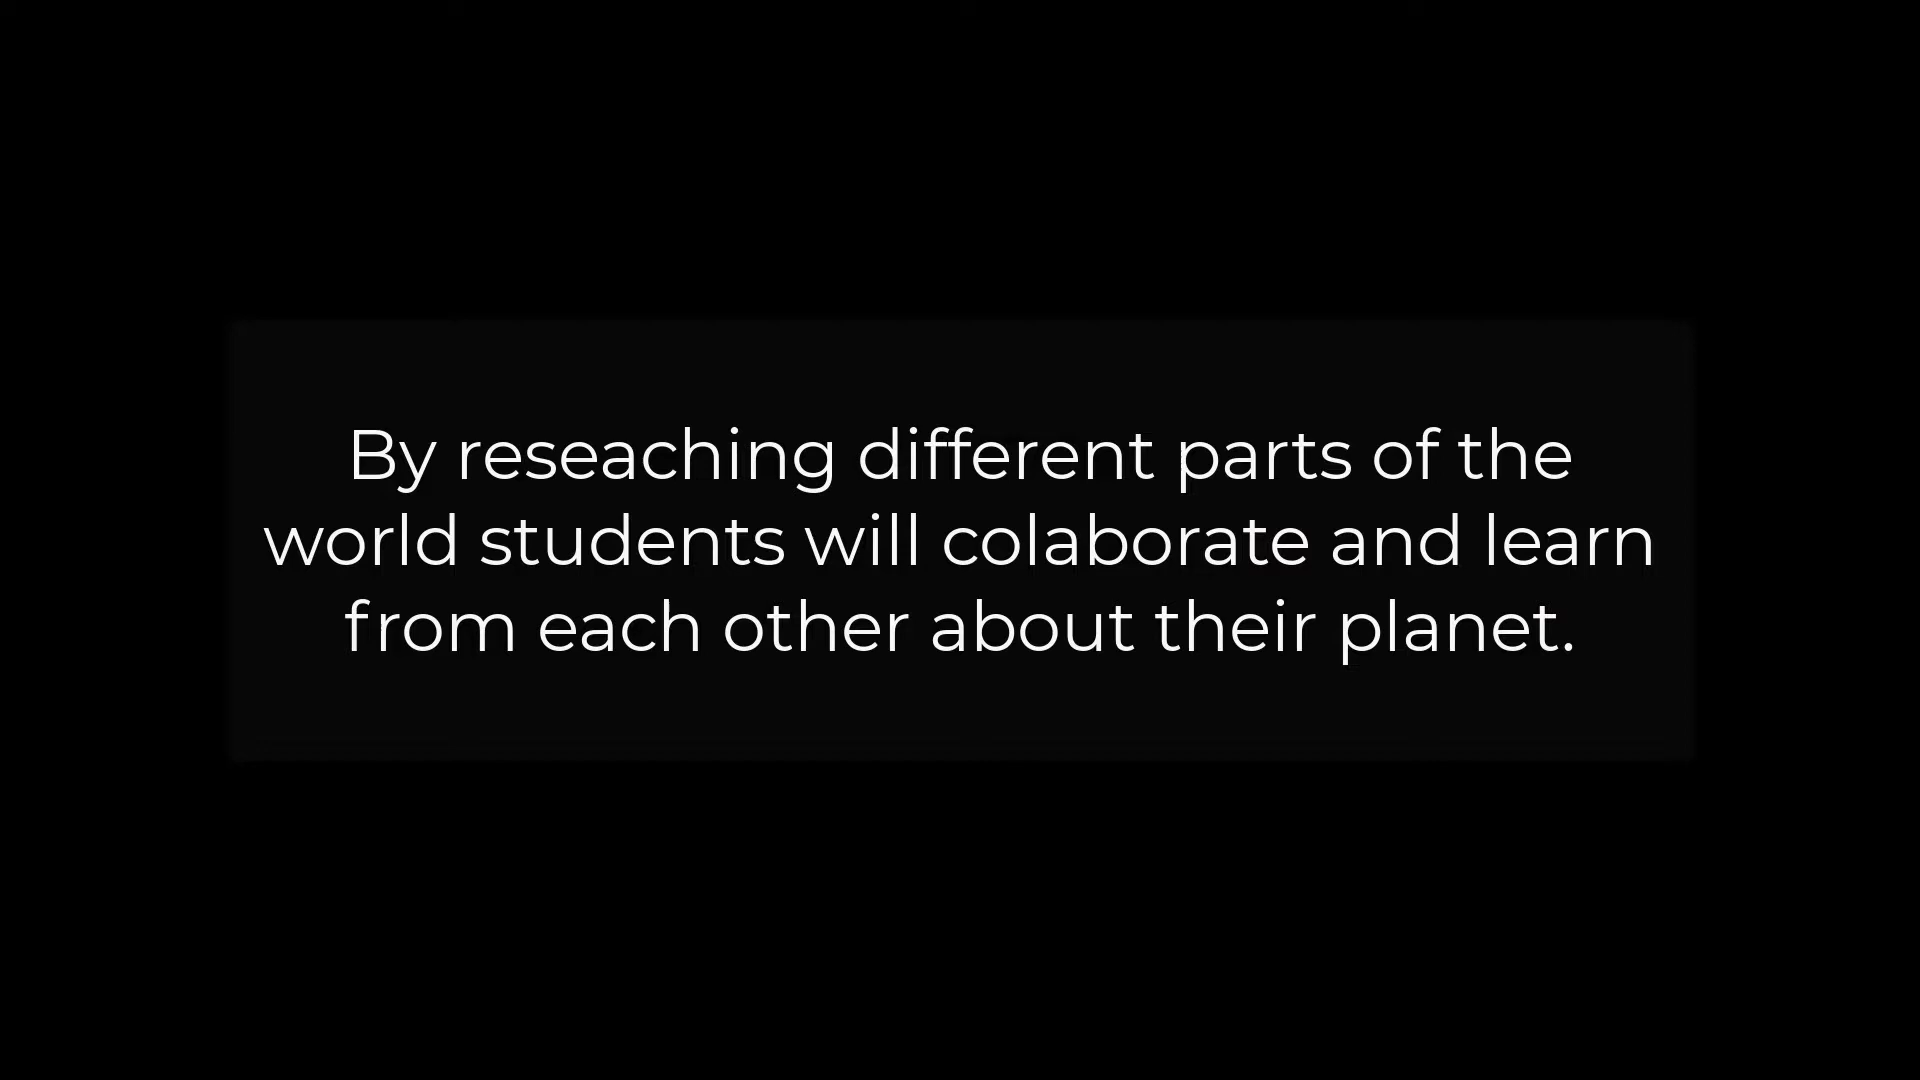 By reseaching different parts of the
world students will colaborate and learn
from each other about their planet.